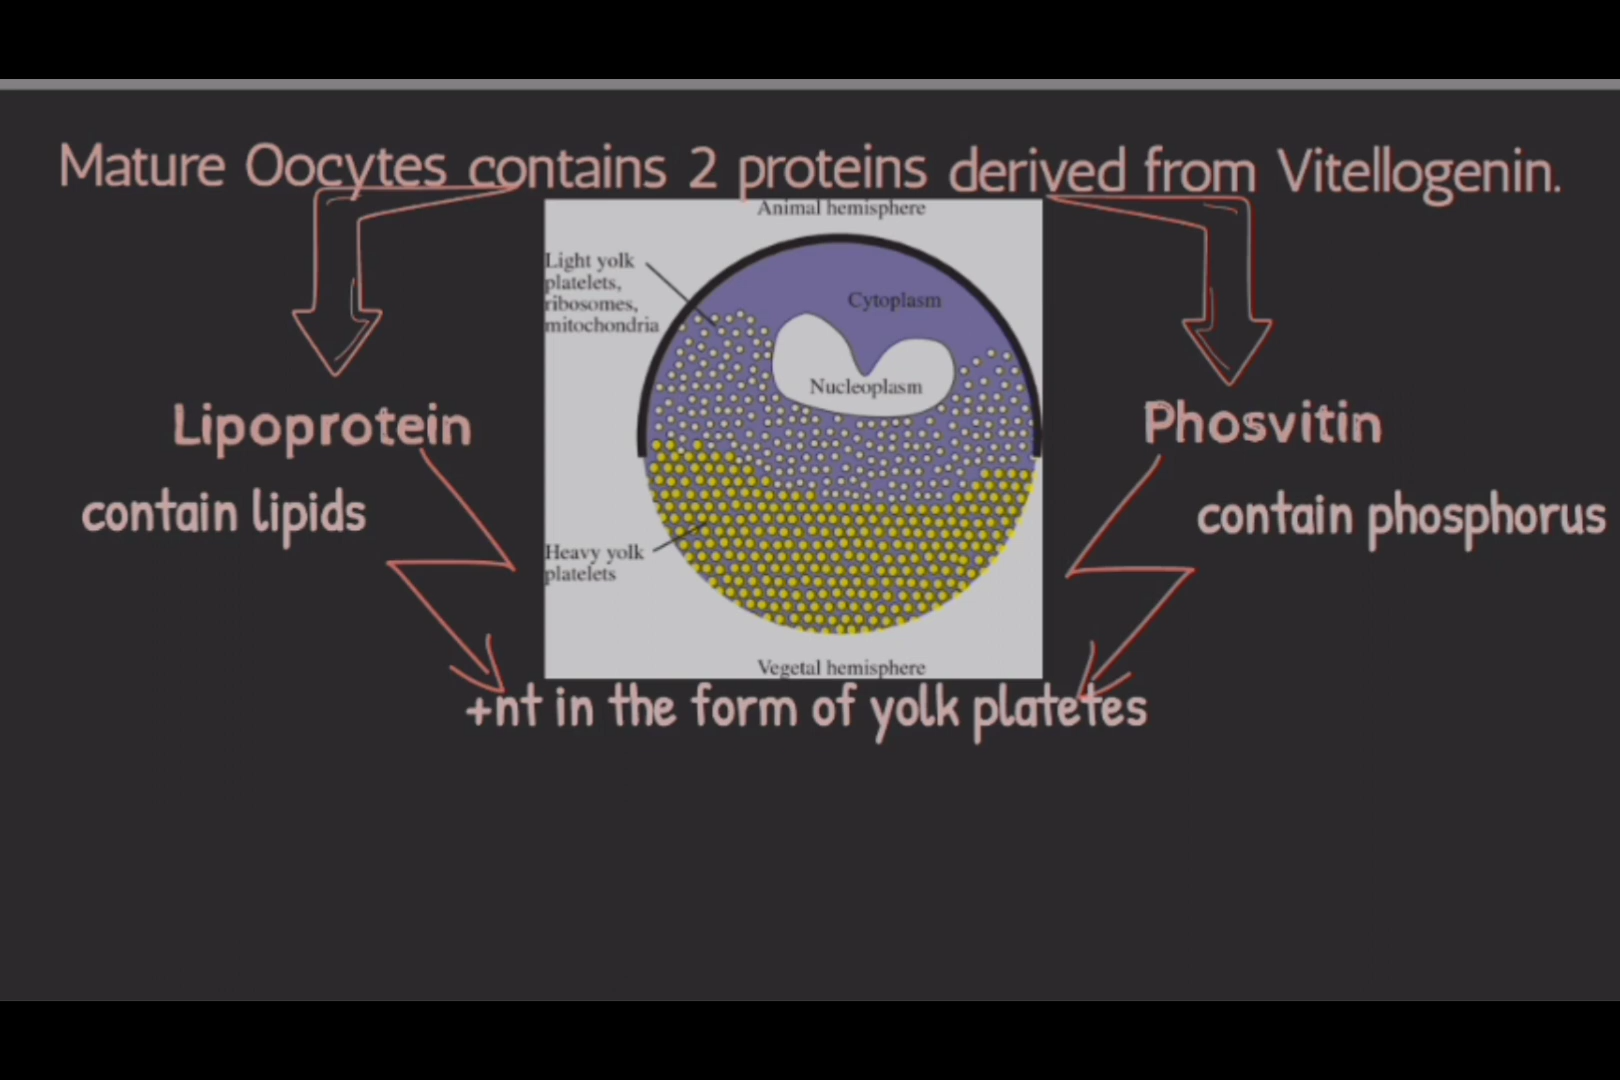 Mature Oocytes contains 2 proteins derived from Vitellogenin.
Animal hemisphere
Light yolk
platelets,
ribosomes,
mitochondria
Cytoplasm
Nucleoplasm
Lipoprotein
Phosvitin
contain lipids
contain phosphorus
Heavy yolk
platelets
Vegetal hemisphere
+nt in the form of yolk platetes